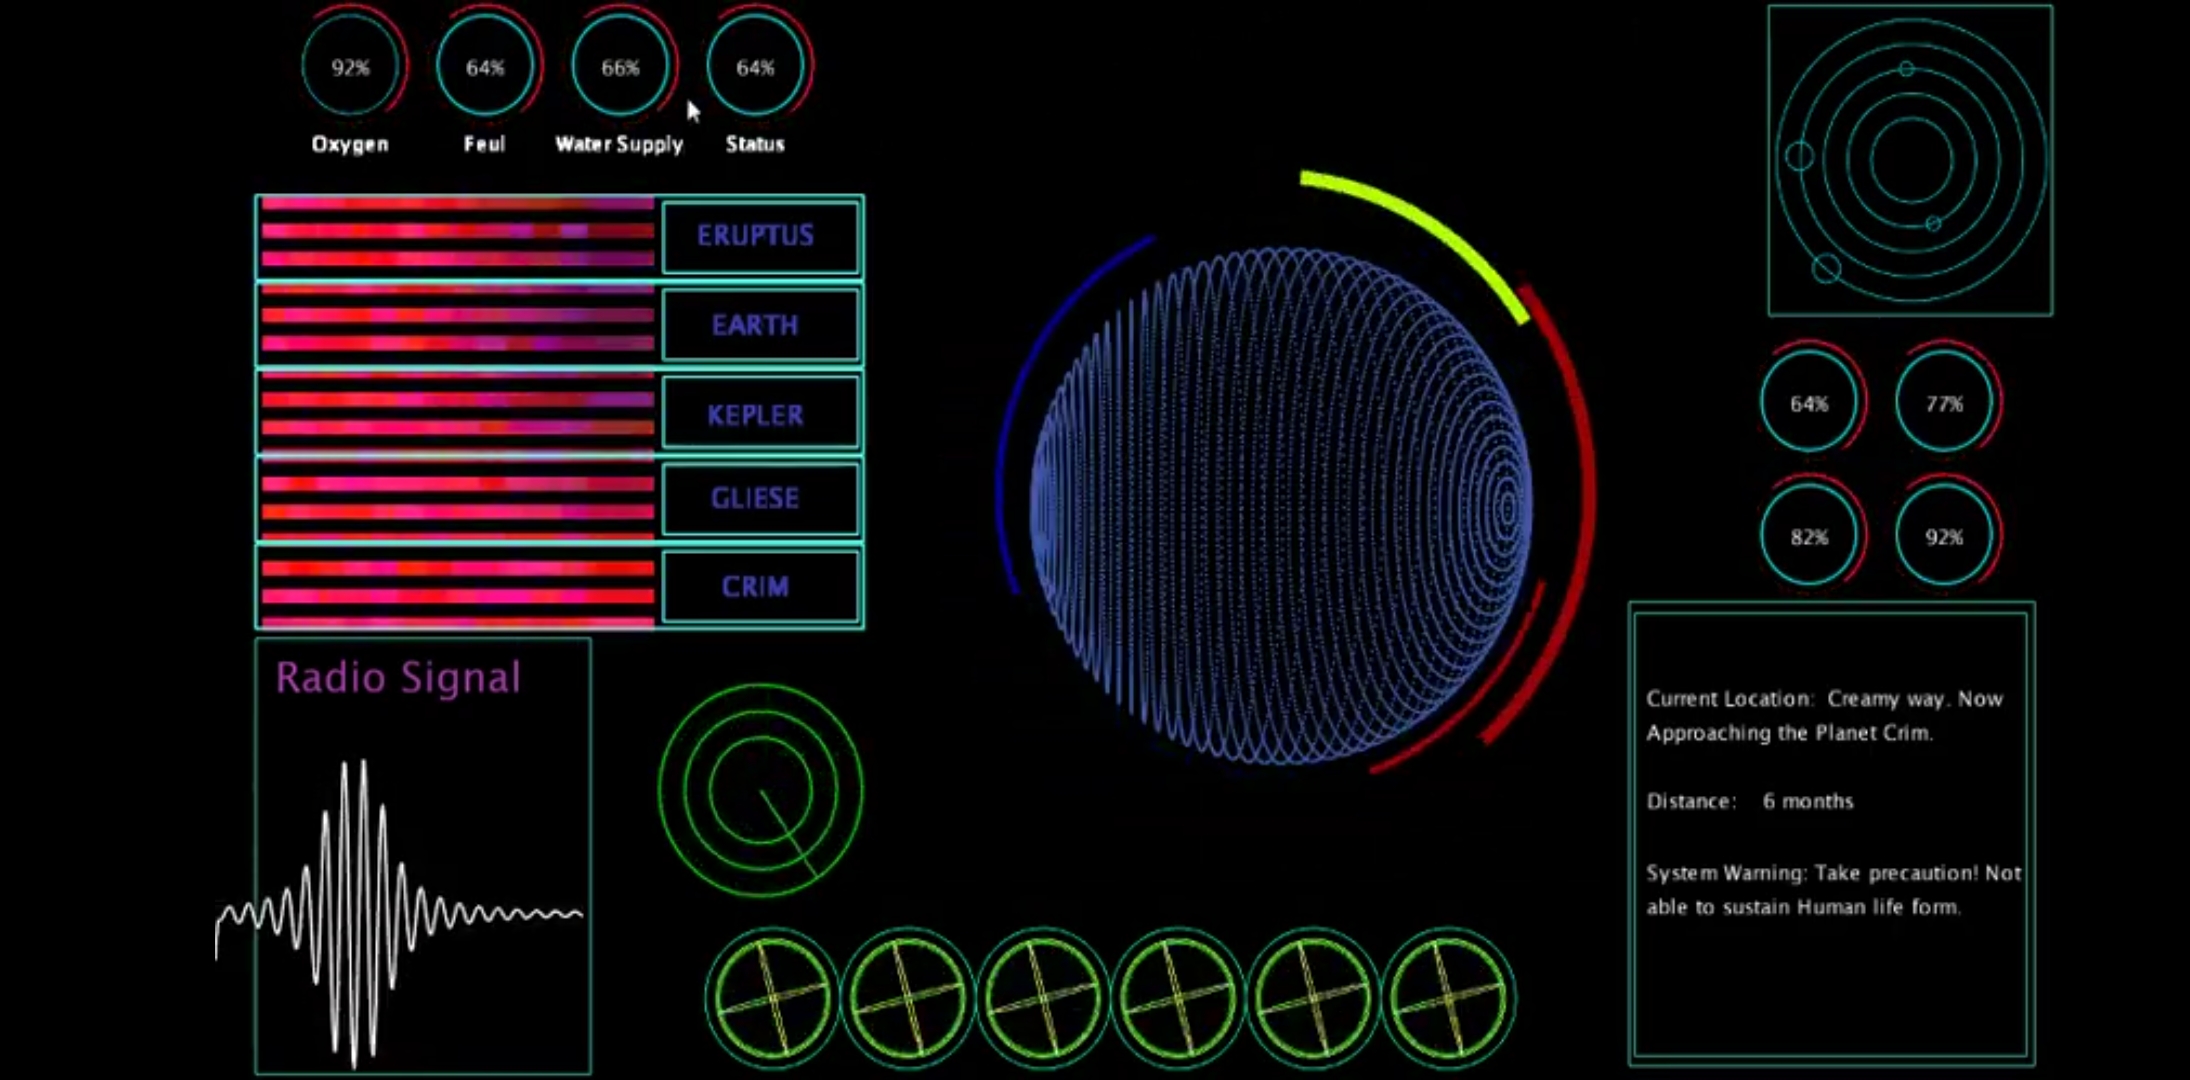 92% 64% 66% 64%
Oxygen Feul Water Supply Status
ERUPTUS
EARTH
KEPLER
GLIESE
CRIM
Radio Signal
64% 77%
82% 92%
Current Location: Creamy way. Now
Approaching the Planet Crim.
Distance: 6 months
System Warning: Take precaution! Not
able to sustain Human life form.